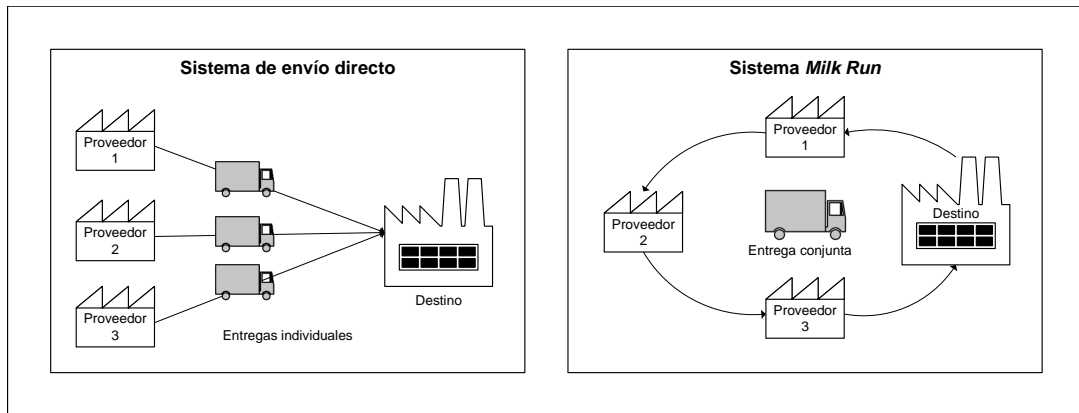 Sistema de envío directo
Proveedor
1
Proveedor
2
Proveedor
3
Destino
Entregas individuales
Sistema Milk Run
Proveedor
1
Proveedor
2
Destino
Entrega conjunta
Proveedor
3